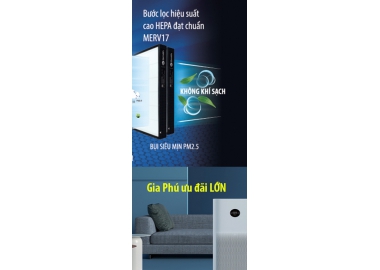 Bước lọc hiệu suất
cao HEPA đạt chuẩn
MERV17
KHÔNG KHÍ SẠCH
BỤI SIÊU MỊN PM2.5
Gia Phú ưu đãi LỚN